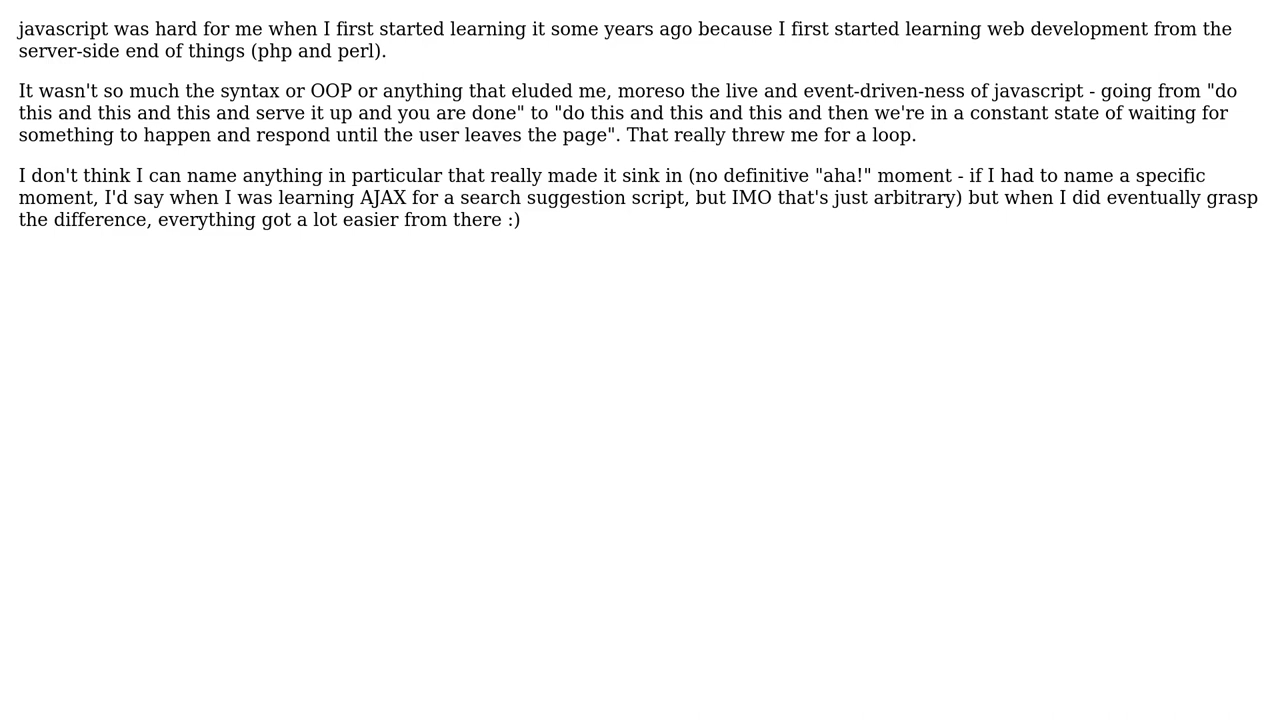 javascript was hard for me when I first started learning it some years ago because I first started learning web development from the
server-side end of things (php and perl).
It wasn't so much the syntax or OOP or anything that eluded me, moreso the live and event-driven-ness of javascript - going from "do
this and this and this and serve it up and you are done" to "do this and this and this and then we're in a constant state of waiting for
something to happen and respond until the user leaves the page". That really threw me for a loop.
I don't think I can name anything in particular that really made it sink in (no definitive "aha!" moment - if I had to name a specific
moment, I'd say when I was learning AJAX for a search suggestion script, but IMO that's just arbitrary) but when I did eventually grasp
the difference, everything got a lot easier from there :)